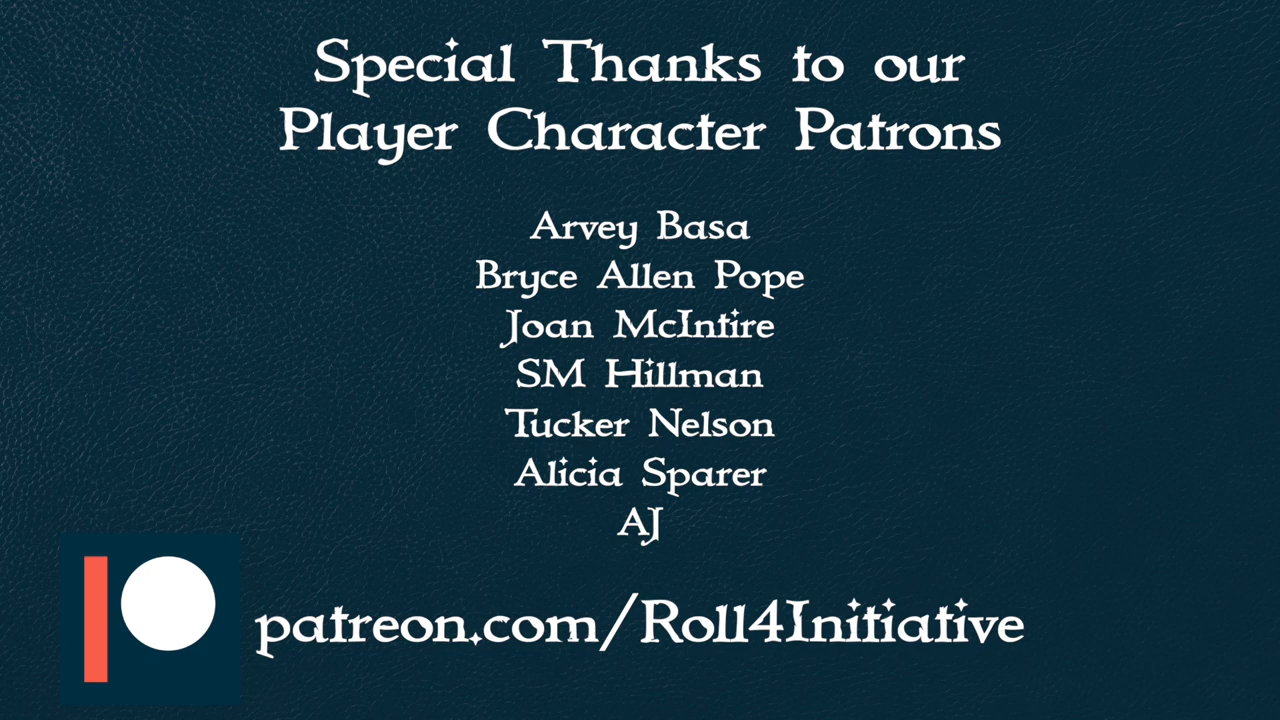 Special Thanks to our
Player Character Patrons
Arvey Basa
Bryce Allen Pope
Joan McIntire
SM Hillman
Tucker Nelson
Alicia Sparer
AJ
patreon.com/Roll4Initiative